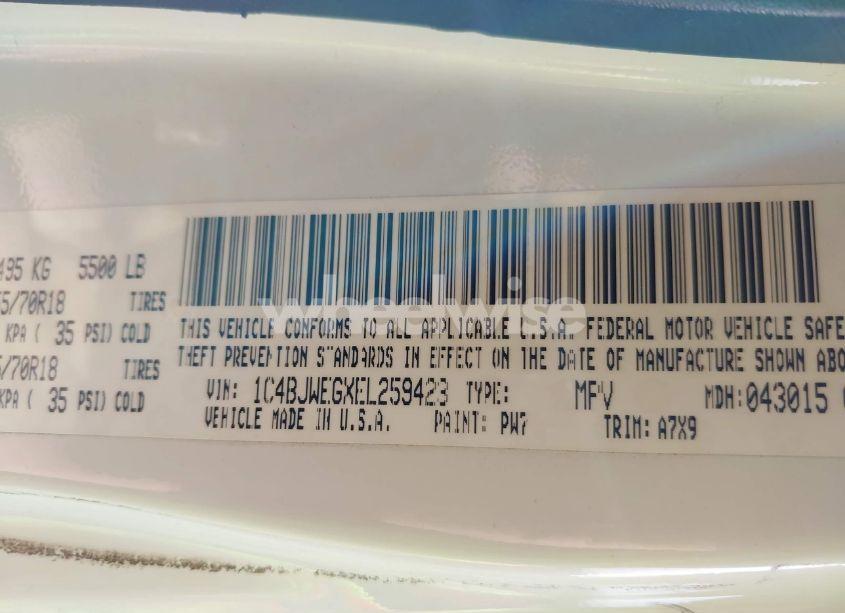 495 KG 5500 LB
5/70R18 TIRES
KPA ( 35 PSI) COLD
5/70R18 TIRES
KPA ( 35 PSI) COLD
THIS VEHICLE CONFORMS TO ALL APPLICABLE U.S.A. FEDERAL MOTOR VEHICLE SAFE
THEFT PREVENTION STANDARDS IN EFFECT ON THE DATE OF MANUFACTURE SHOWN ABO
VIN: 1C4BJWEGXEL259423 TYPE: MPV MDH:043015
VEHICLE MADE IN U.S.A. PAINT: PW7 TRIM: A7X9
wheelwise